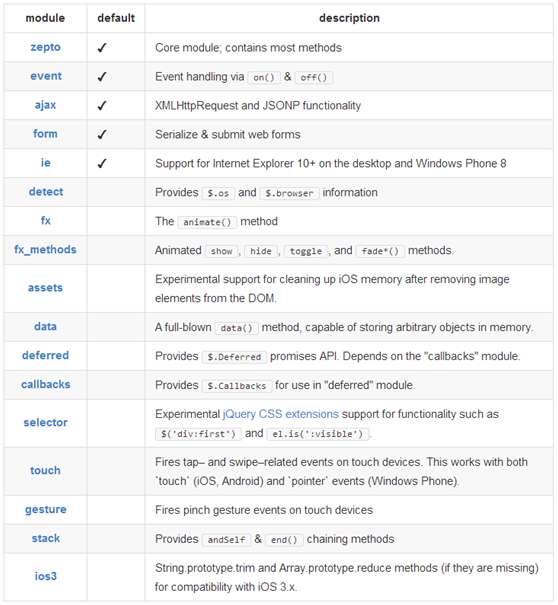 module default description
zepto ✔ Core module; contains most methods
event ✔ Event handling via on() & off()
ajax ✔ XMLHttpRequest and JSONP functionality
form ✔ Serialize & submit web forms
ie ✔ Support for Internet Explorer 10+ on the desktop and Windows Phone 8
detect Provides $.os and $.browser information
fx The animate() method
fx_methods Animated show, hide, toggle, and fade*() methods.
assets Experimental support for cleaning up iOS memory after removing image
elements from the DOM.
data A full-blown data() method, capable of storing arbitrary objects in memory.
deferred Provides $.Deferred promises API. Depends on the "callbacks" module.
callbacks Provides $.Callbacks for use in "deferred" module.
selector Experimental jQuery CSS extensions support for functionality such as
$('div:first') and el.is(':visible').
touch Fires tap– and swipe–related events on touch devices. This works with both
`touch` (iOS, Android) and `pointer` events (Windows Phone).
gesture Fires pinch gesture events on touch devices
stack Provides andSelf & end() chaining methods
ios3 String.prototype.trim and Array.prototype.reduce methods (if they are missing)
for compatibility with iOS 3.x.